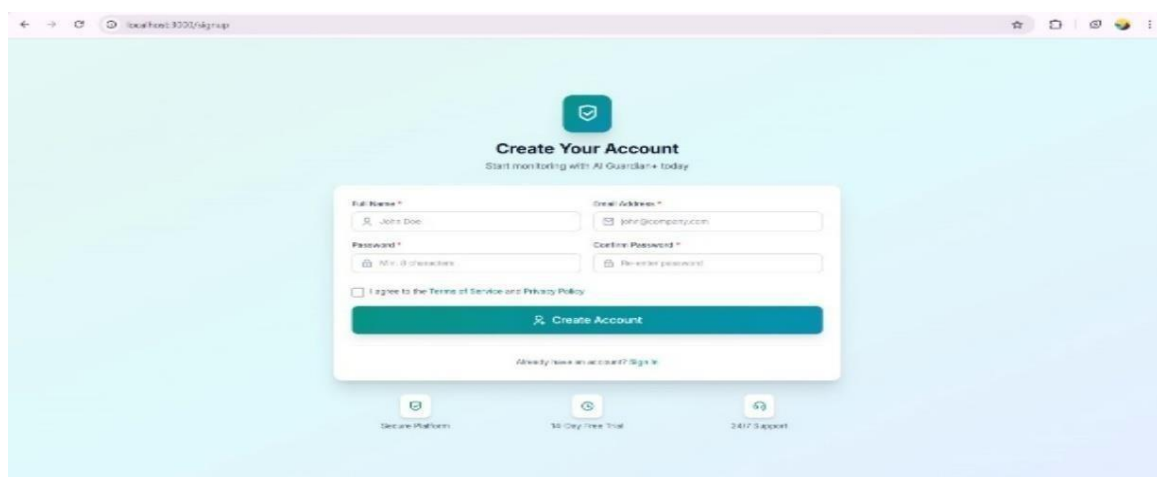 localhost:3000/signup
Create Your Account
Start monitoring with AI Guardian+ today
Full Name *
Email Address *
John Doe
john@company.com
Password *
Confirm Password *
Min. 8 characters
Re-enter password
I agree to the Terms of Service and Privacy Policy
Create Account
Already have an account? Sign in
Secure Platform
14-Day Free Trial
24/7 Support